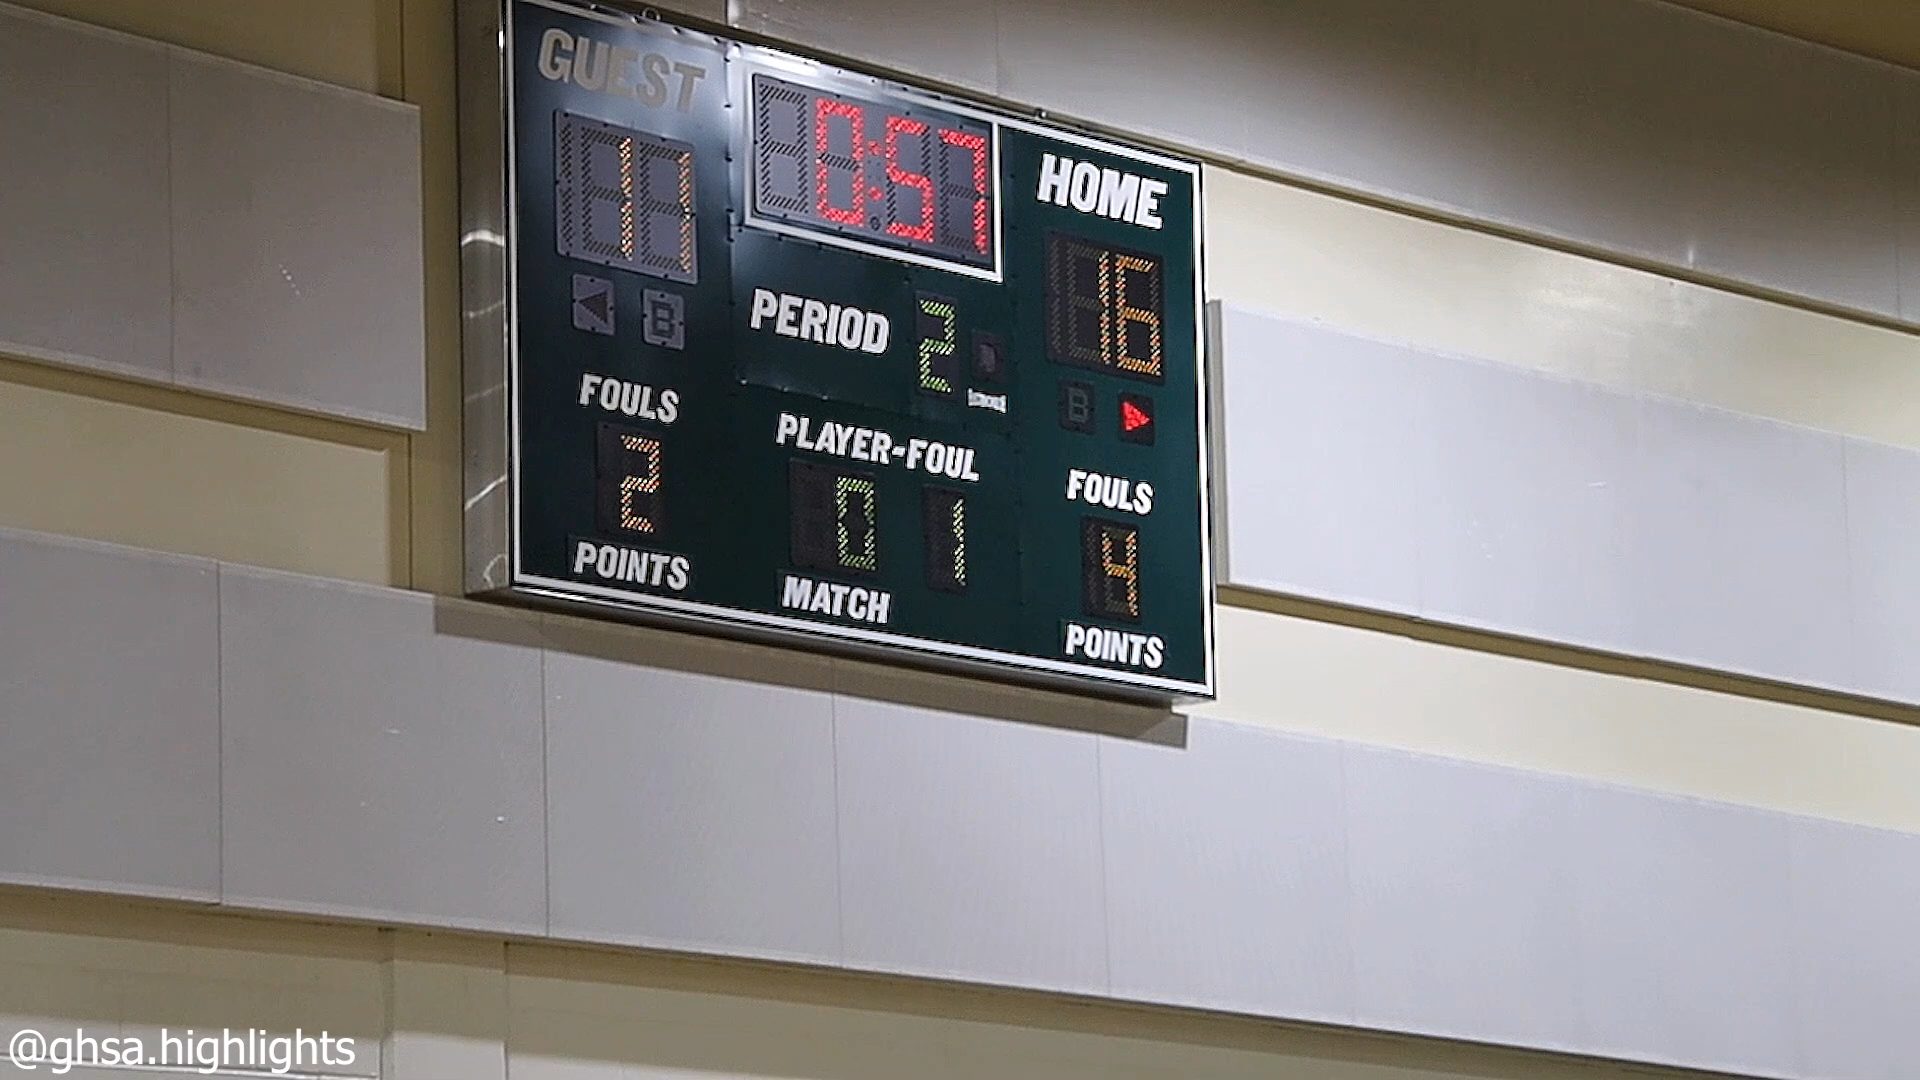 GUEST
11
0:57
HOME
16
B
PERIOD 2
B
FOULS
2
PLAYER-FOUL
0 1
FOULS
4
POINTS
MATCH
POINTS
@ghsa.highlights